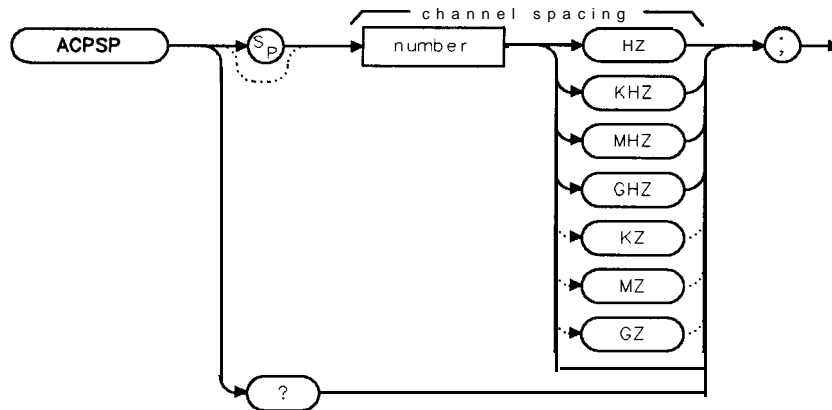 channel spacing
ACPSP SP number HZ ;
KHZ
MHZ
GHZ
KZ
MZ
GZ
?